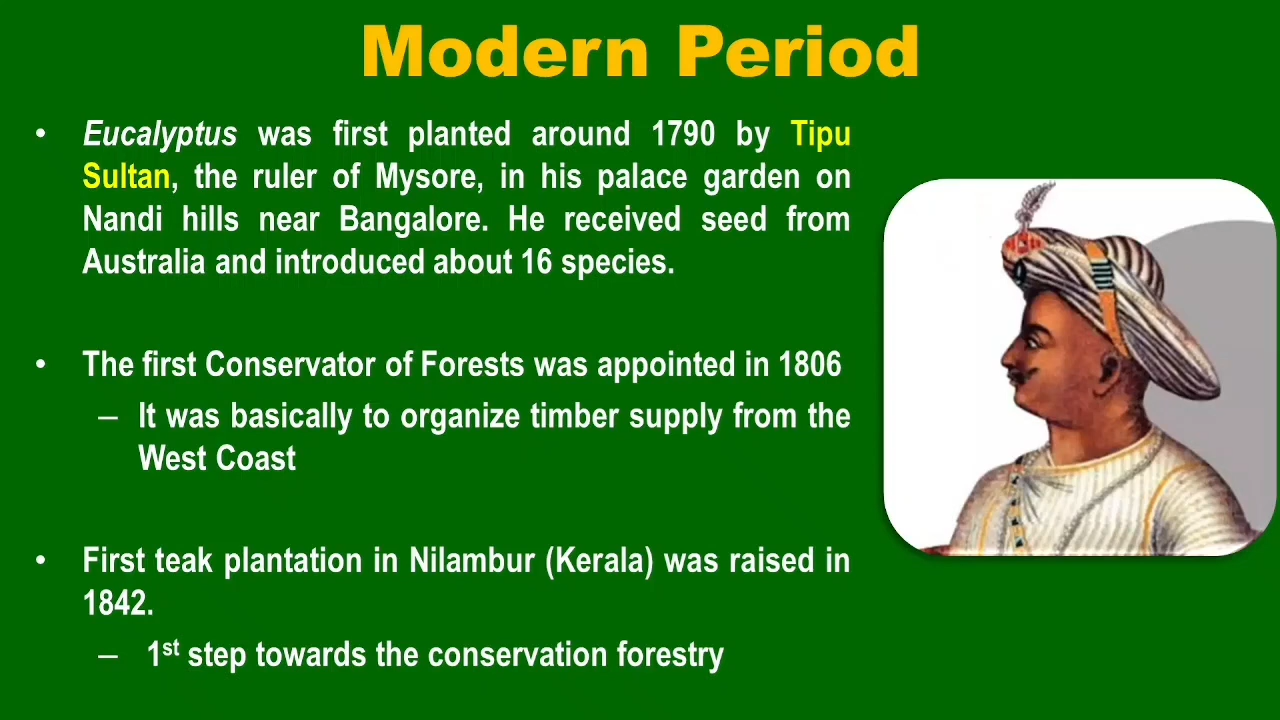 Modern Period
• Eucalyptus was first planted around 1790 by Tipu
Sultan, the ruler of Mysore, in his palace garden on
Nandi hills near Bangalore. He received seed from
Australia and introduced about 16 species.
• The first Conservator of Forests was appointed in 1806
– It was basically to organize timber supply from the
West Coast
• First teak plantation in Nilambur (Kerala) was raised in
1842.
– 1st step towards the conservation forestry